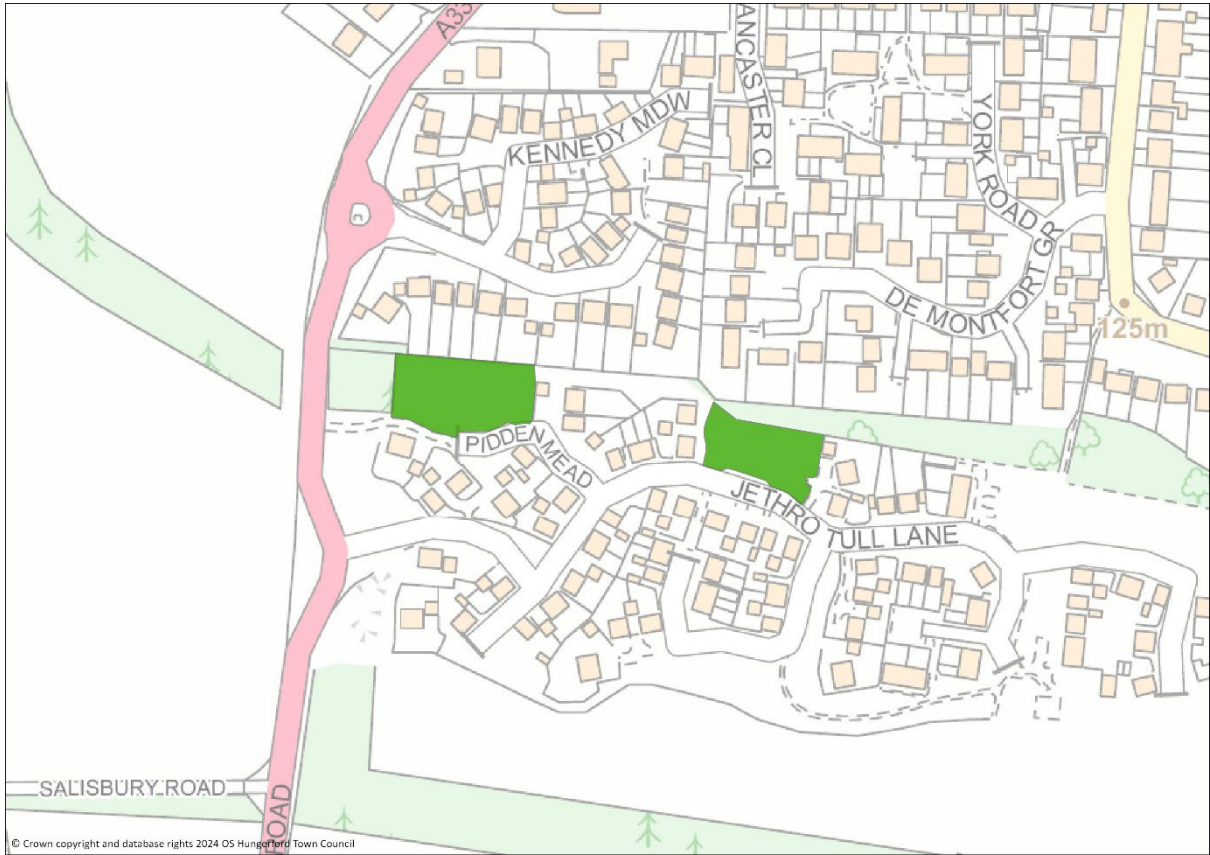 A33
ANCASTER CL
KENNEDY MDW
YORK ROAD
DE MONTFORT GR
125m
PIDDEN MEAD
JETHRO TULL LANE
SALISBURY ROAD
ROAD
© Crown copyright and database rights 2024 OS Hungerford Town Council